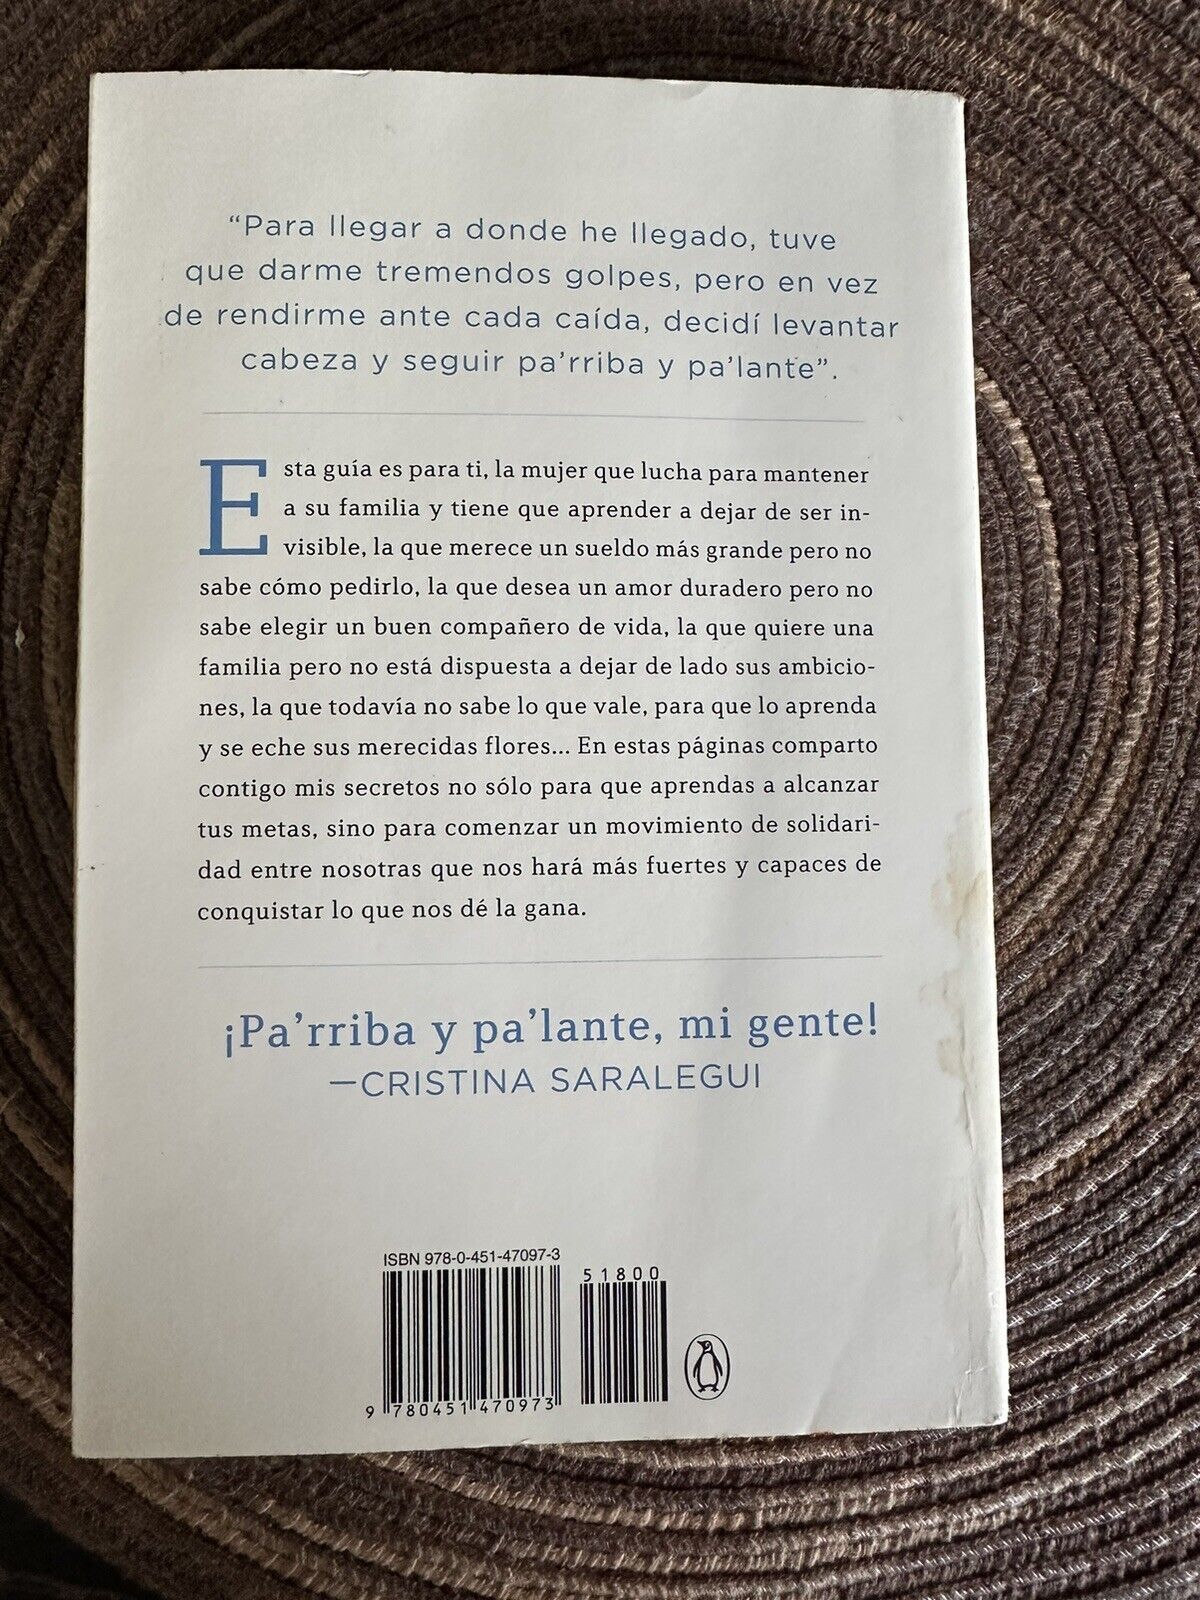 “Para llegar a donde he llegado, tuve
que darme tremendos golpes, pero en vez
de rendirme ante cada caída, decidí levantar
cabeza y seguir pa’rriba y pa’lante”.
Esta guía es para ti, la mujer que lucha para mantener
a su familia y tiene que aprender a dejar de ser in-
visible, la que merece un sueldo más grande pero no
sabe cómo pedirlo, la que desea un amor duradero pero no
sabe elegir un buen compañero de vida, la que quiere una
familia pero no está dispuesta a dejar de lado sus ambicio-
nes, la que todavía no sabe lo que vale, para que lo aprenda
y se eche sus merecidas flores... En estas páginas comparto
contigo mis secretos no sólo para que aprendas a alcanzar
tus metas, sino para comenzar un movimiento de solidari-
dad entre nosotras que nos hará más fuertes y capaces de
conquistar lo que nos dé la gana.
¡Pa’rriba y pa’lante, mi gente!
—CRISTINA SARALEGUI
ISBN 978-0-451-47097-3
51800
9 780451 470973